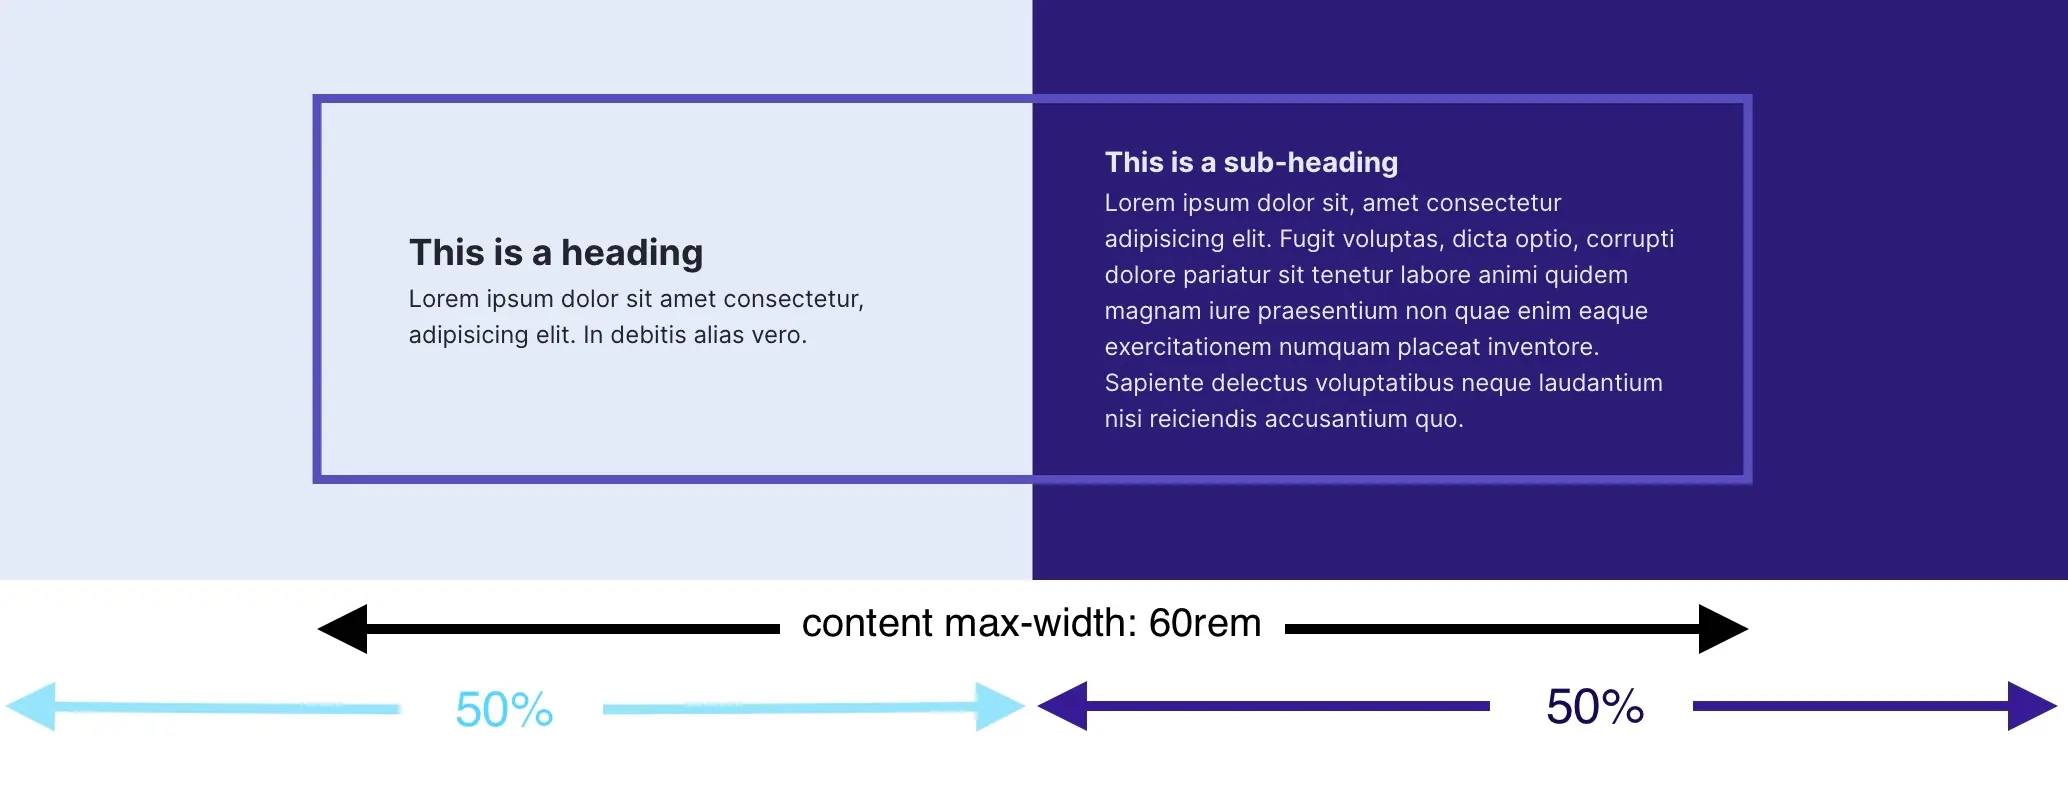 This is a heading
Lorem ipsum dolor sit amet consectetur,
adipisicing elit. In debitis alias vero.
This is a sub-heading
Lorem ipsum dolor sit, amet consectetur
adipisicing elit. Fugit voluptas, dicta optio, corrupti
dolore pariatur sit tenetur labore animi quidem
magnam iure praesentium non quae enim eaque
exercitationem numquam placeat inventore.
Sapiente delectus voluptatibus neque laudantium
nisi reiciendis accusantium quo.
content max-width: 60rem
50%
50%